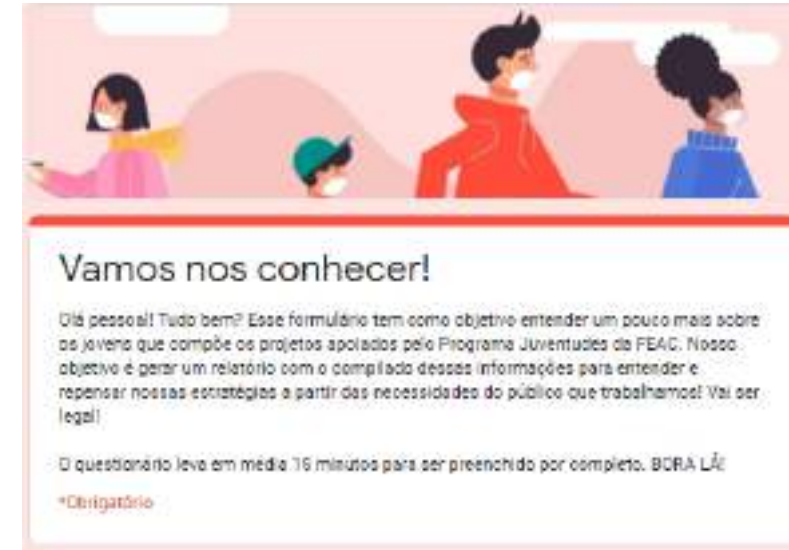 Vamos nos conhecer!
Olá pessoal! Tudo bem? Esse formulário tem como objetivo entender um pouco mais sobre
os jovens que compõe os projetos apoiados pelo Programa Juventudes da FEAC. Nosso
objetivo é gerar um relatório com o compilado dessas informações para entender e
repensar nossas estratégias a partir das necessidades do público que trabalhamos! Vai ser
legal!
O questionário leva em média 15 minutos para ser preenchido por completo. BORA LÁ!
*Obrigatório